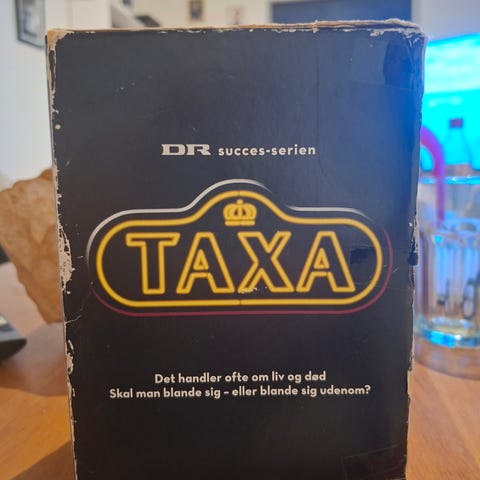 DR succes-serien
TAXA
Det handler ofte om liv og død
Skal man blande sig – eller blande sig udenom?